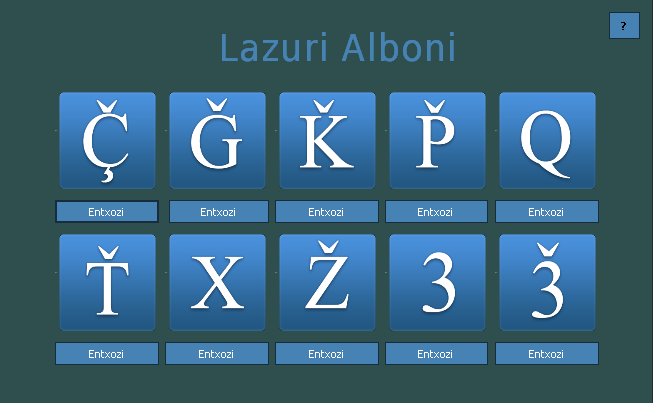 ?
Lazuri Alboni
Ç̌ Ğ Ǩ P̌ Q
Entxozi Entxozi Entxozi Entxozi Entxozi
Ť X Ž 3 3̌
Entxozi Entxozi Entxozi Entxozi Entxozi